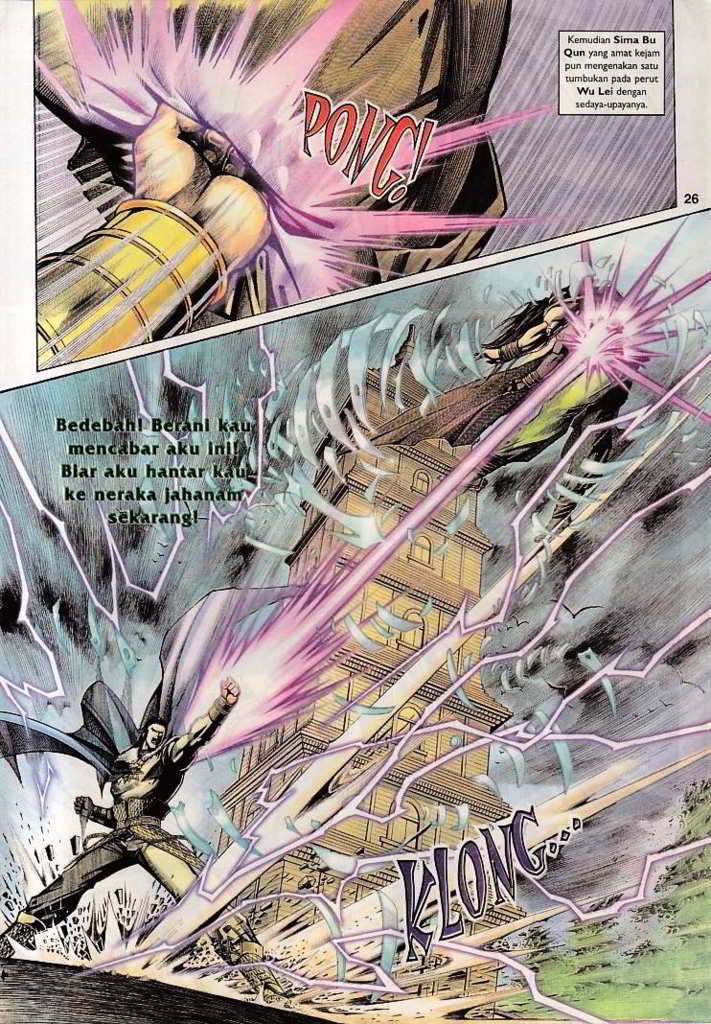 Kemudian Sima Bu
Qun yang amat kejam
pun mengenakan satu
tumbukan pada perut
Wu Lei dengan
sedaya-upayanya.
PONG!
26
Bedebah! Berani kau
mencabar aku ini!
Biar aku hantar kau
ke neraka jahanam
sekarang!
KLONG...